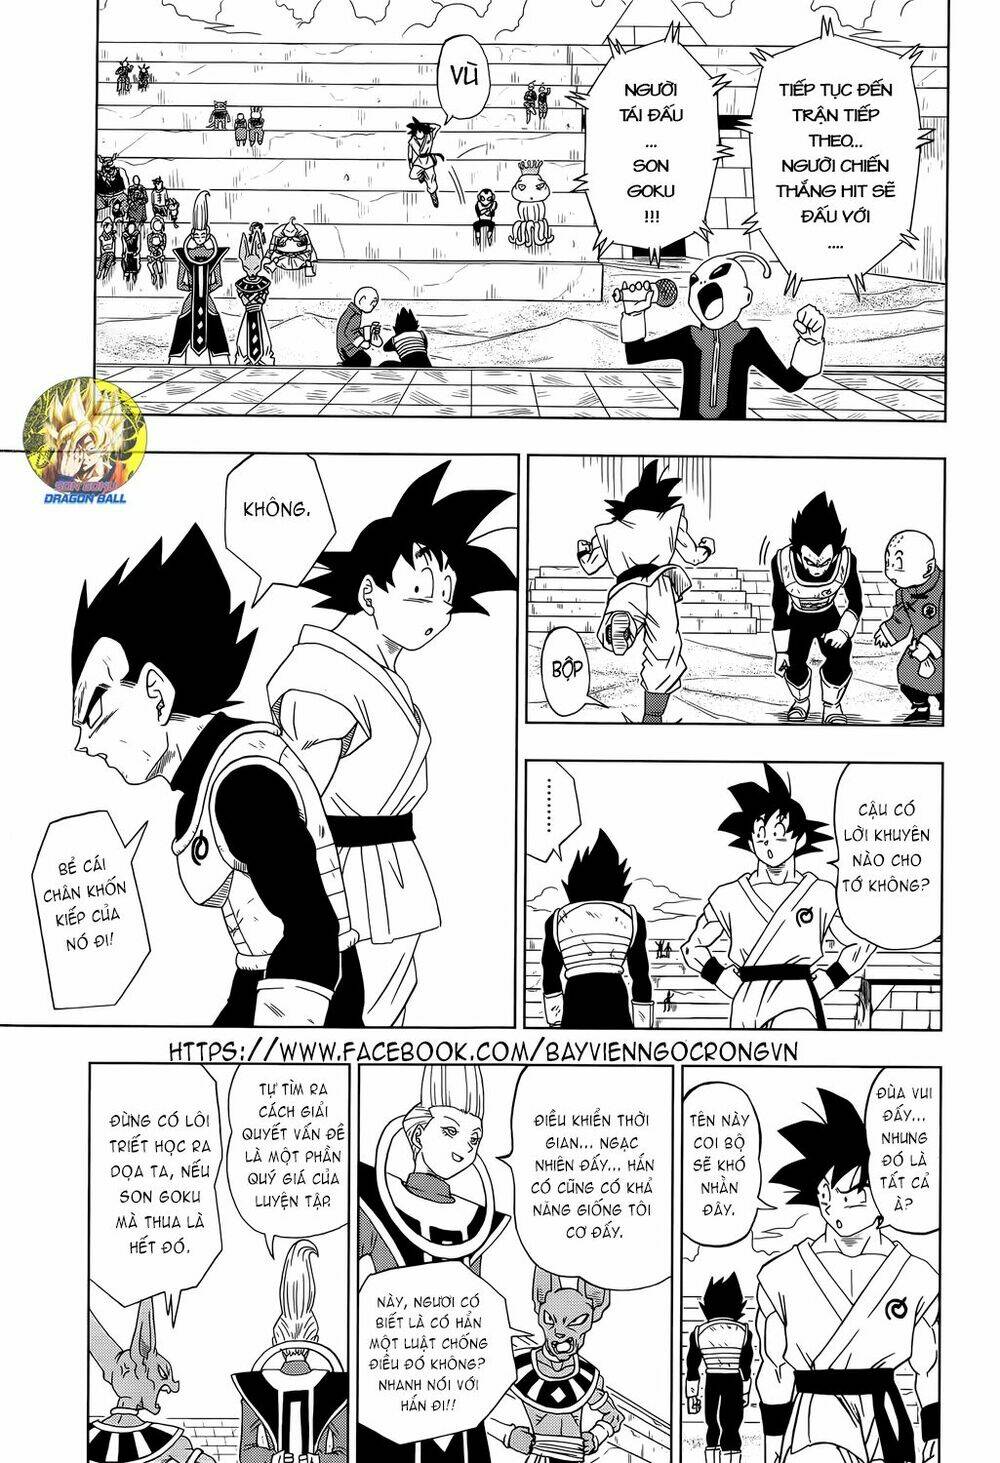 TIẾP TỤC ĐẾN
TRẬN TIẾP
THEO...
NGƯỜI CHIẾN
THẮNG HIT SẼ
ĐẤU VỚI
....
NGƯỜI
TÁI ĐẤU
...
SON
GOKU
!!!
VÙ
BỘP
KHÔNG.
BẺ CÁI
CHÂN KHỐN
KIẾP CỦA
NÓ ĐI!
CẬU CÓ
LỜI KHUYÊN
NÀO CHO
TỚ KHÔNG?
.........
SON GOKU
DRAGON BALL
HTTPS://WWW.FACEBOOK.COM/BAYVIENNGOCRONGVN
ĐÙA VUI
ĐẤY...
NHƯNG
ĐÓ LÀ
TẤT CẢ
À?
TÊN NÀY
COI BỘ
SẼ KHÓ
NHẰN
ĐÂY.
ĐIỀU KHIỂN THỜI
GIAN... NGẠC
NHIÊN ĐẤY... HẮN
CÓ CŨNG CÓ KHẢ
NĂNG GIỐNG TÔI
CƠ ĐẤY.
NÀY, NGƯƠI CÓ
BIẾT LÀ CÓ HẲN
MỘT LUẬT CHỐNG
ĐIỀU ĐÓ KHÔNG?
NHANH NÓI VỚI
HẮN ĐI!!
TỰ TÌM RA
CÁCH GIẢI
QUYẾT VẤN ĐỀ
LÀ MỘT PHẦN
QUÝ GIÁ CỦA
LUYỆN TẬP.
ĐỪNG CÓ LÔI
TRIẾT HỌC RA
DỌA TA, NẾU
SON GOKU
MÀ THUA LÀ
HẾT ĐÓ.